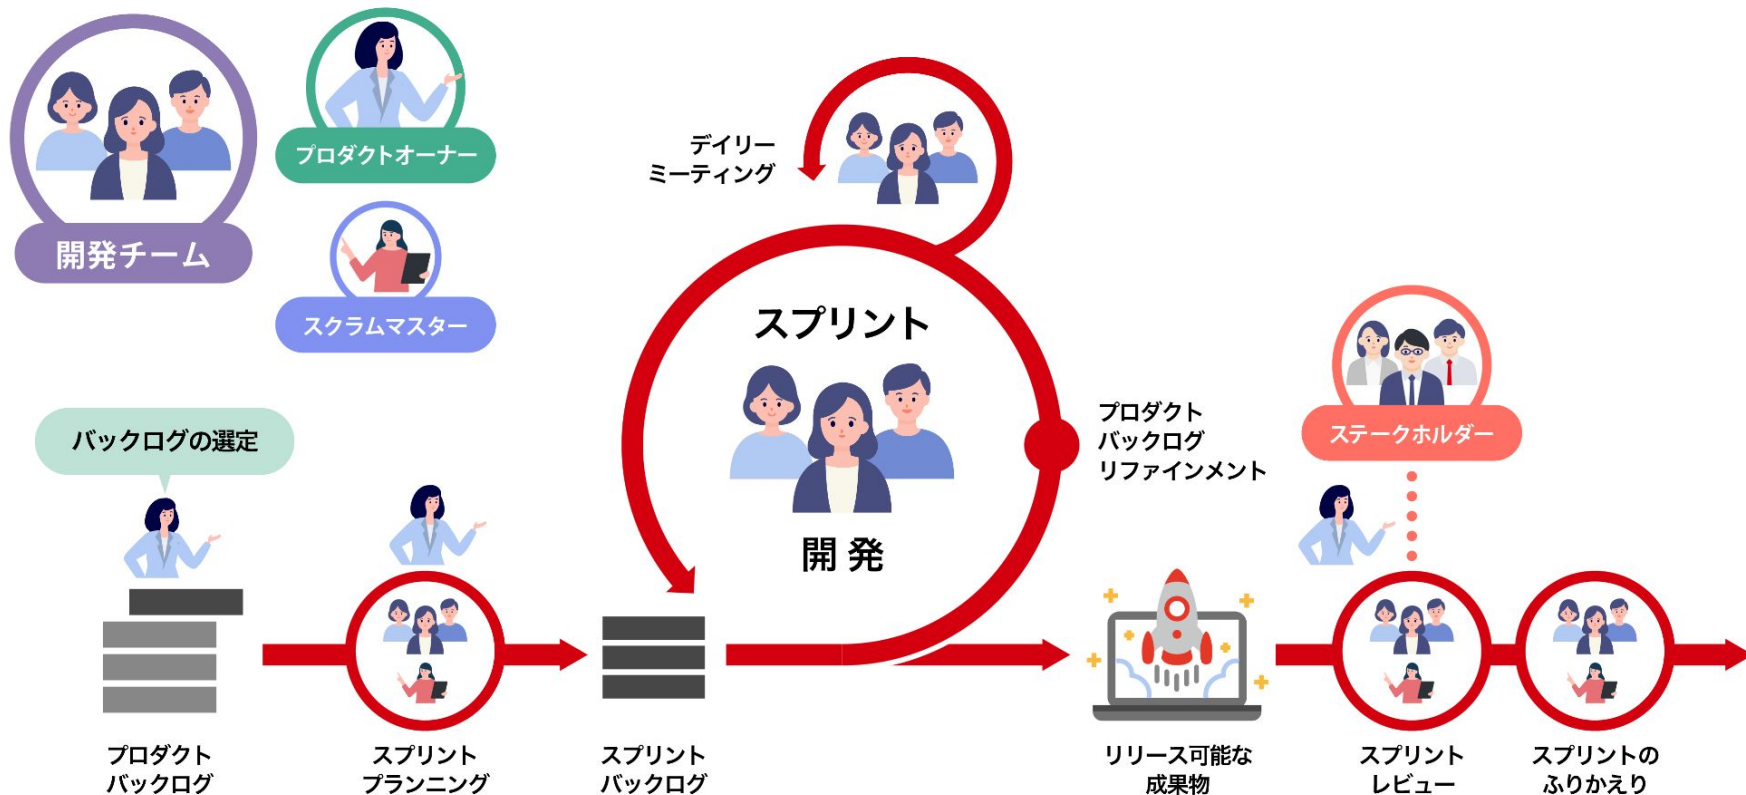 開発チーム
プロダクトオーナー
スクラムマスター
バックログの選定
プロダクト
バックログ
スプリント
プランニング
スプリント
バックログ
デイリー
ミーティング
スプリント
開発
プロダクト
バックログ
リファインメント
リリース可能な
成果物
ステークホルダー
スプリント
レビュー
スプリントの
ふりかえり